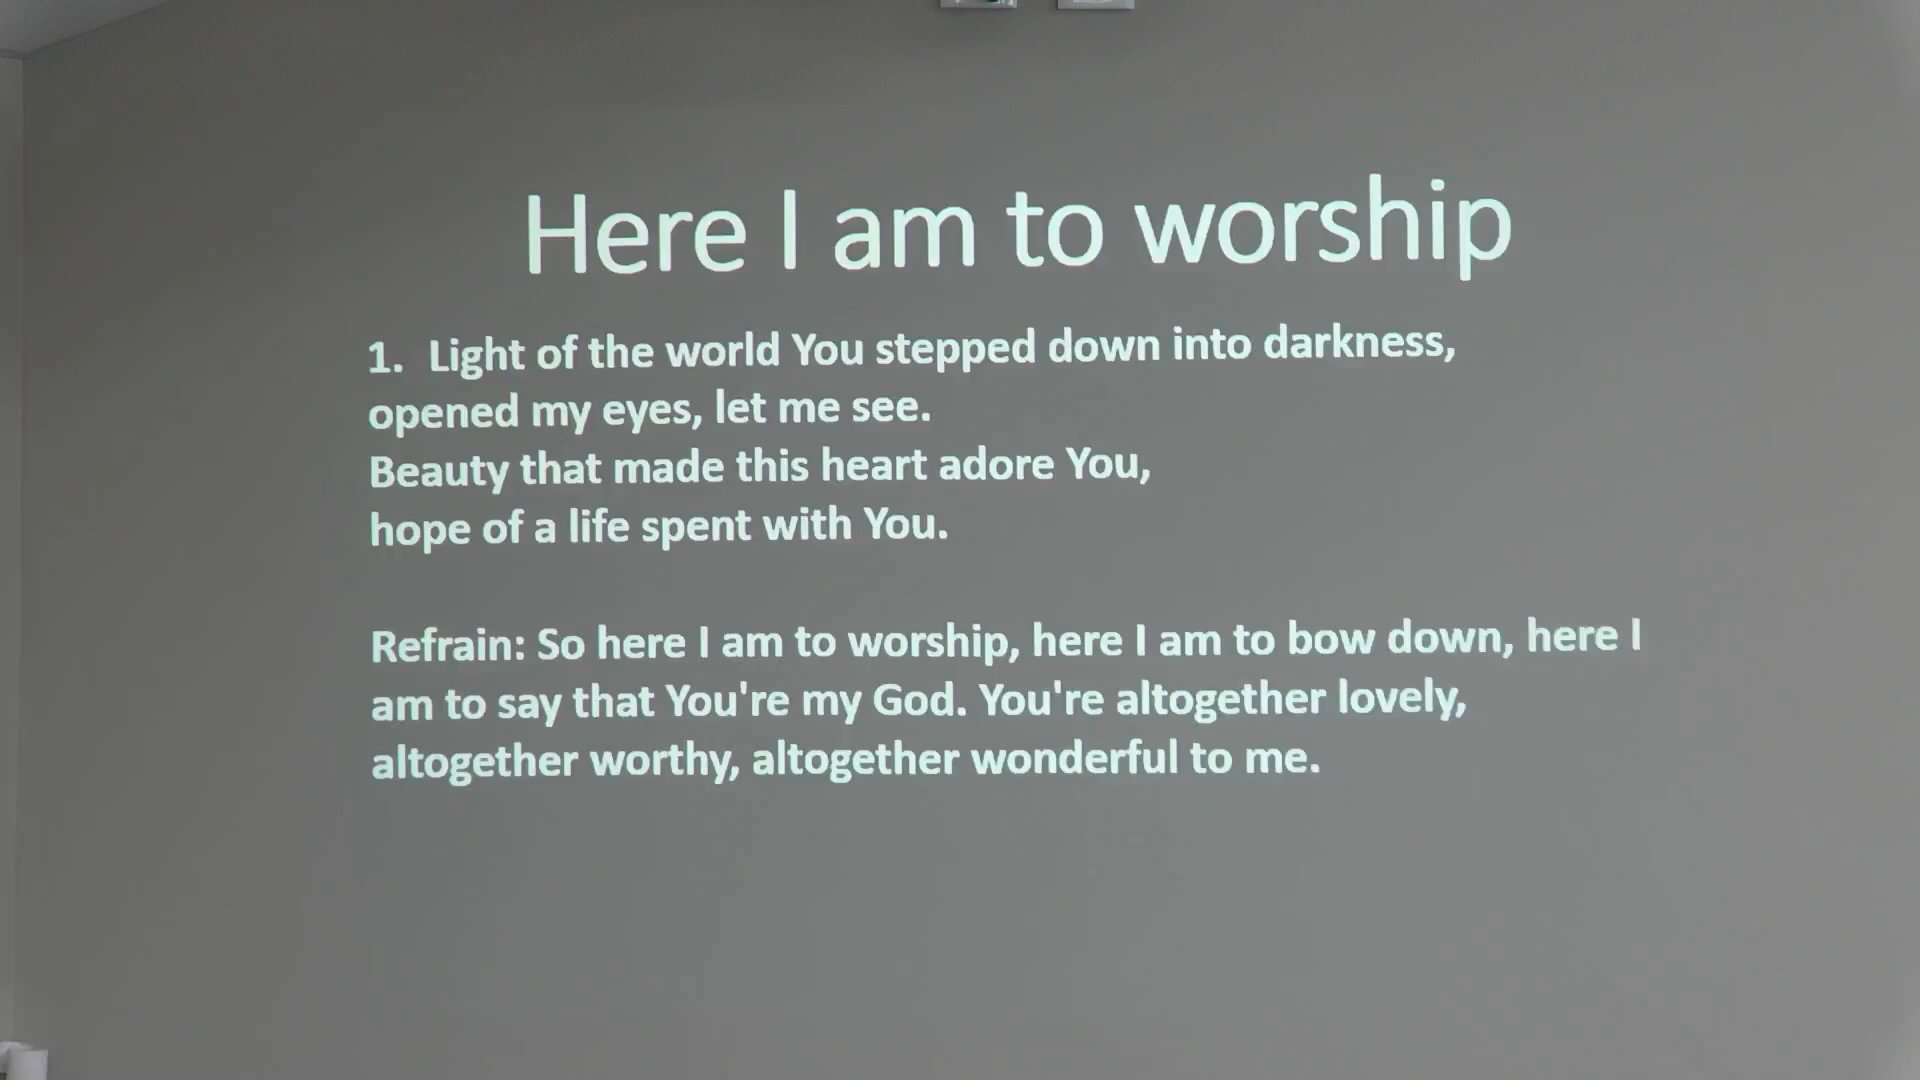 Here I am to worship
1. Light of the world You stepped down into darkness,
opened my eyes, let me see.
Beauty that made this heart adore You,
hope of a life spent with You.
Refrain: So here I am to worship, here I am to bow down, here I
am to say that You're my God. You're altogether lovely,
altogether worthy, altogether wonderful to me.